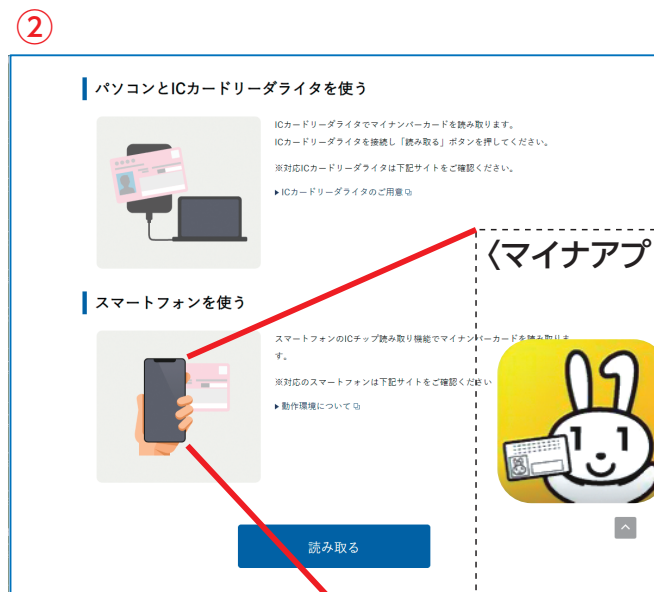 ②
パソコンとICカードリーダライタを使う
ICカードリーダライタでマイナンバーカードを読み取ります。
ICカードリーダライタを接続し「読み取る」ボタンを押してください。
※対応ICカードリーダライタは下記サイトをご確認ください。
▶ICカードリーダライタのご用意
〈マイナアプ
スマートフォンを使う
スマートフォンのICチップ読み取り機能でマイナンバーカードを読み取りま
す。
※対応のスマートフォンは下記サイトをご確認ください
▶動作環境について
読み取る